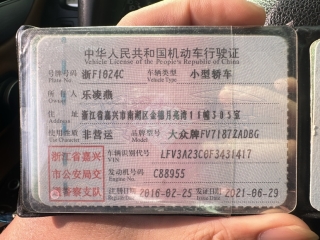 中华人民共和国机动车行驶证
Vehicle License of the People's Republic of China
号牌号码 浙F1624C 车辆类型 小型轿车
Plate No. Vehicle Type
所有人 乐凌燕
Owner
住址 浙江省嘉兴市南湖区金穗月亮湾11幢305室
Address
使用性质 非营运 品牌型号 大众牌FV7187ZADBG
Use Character Model
浙江省嘉兴 车辆识别代号 LFV3A23C0F3431417
VIN
市公安局交 发动机号码 C88955
Engine No.
通警察支队 注册日期 2016-02-25 发证日期 2021-06-29